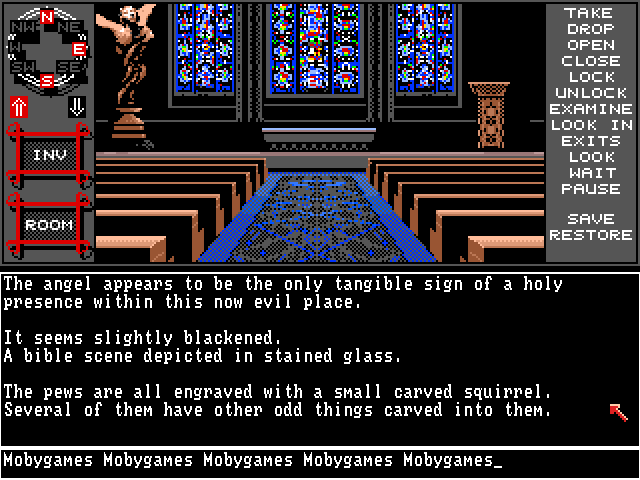 N
NW NE
W E
SW SE
S
INV
ROOM
TAKE
DROP
OPEN
CLOSE
LOCK
UNLOCK
EXAMINE
LOOK IN
EXITS
LOOK
WAIT
PAUSE
SAVE
RESTORE
The angel appears to be the only tangible sign of a holy
presence within this now evil place.
It seems slightly blackened.
A bible scene depicted in stained glass.
The pews are all engraved with a small carved squirrel.
Several of them have other odd things carved into them.
Mobygames Mobygames Mobygames Mobygames Mobygames_